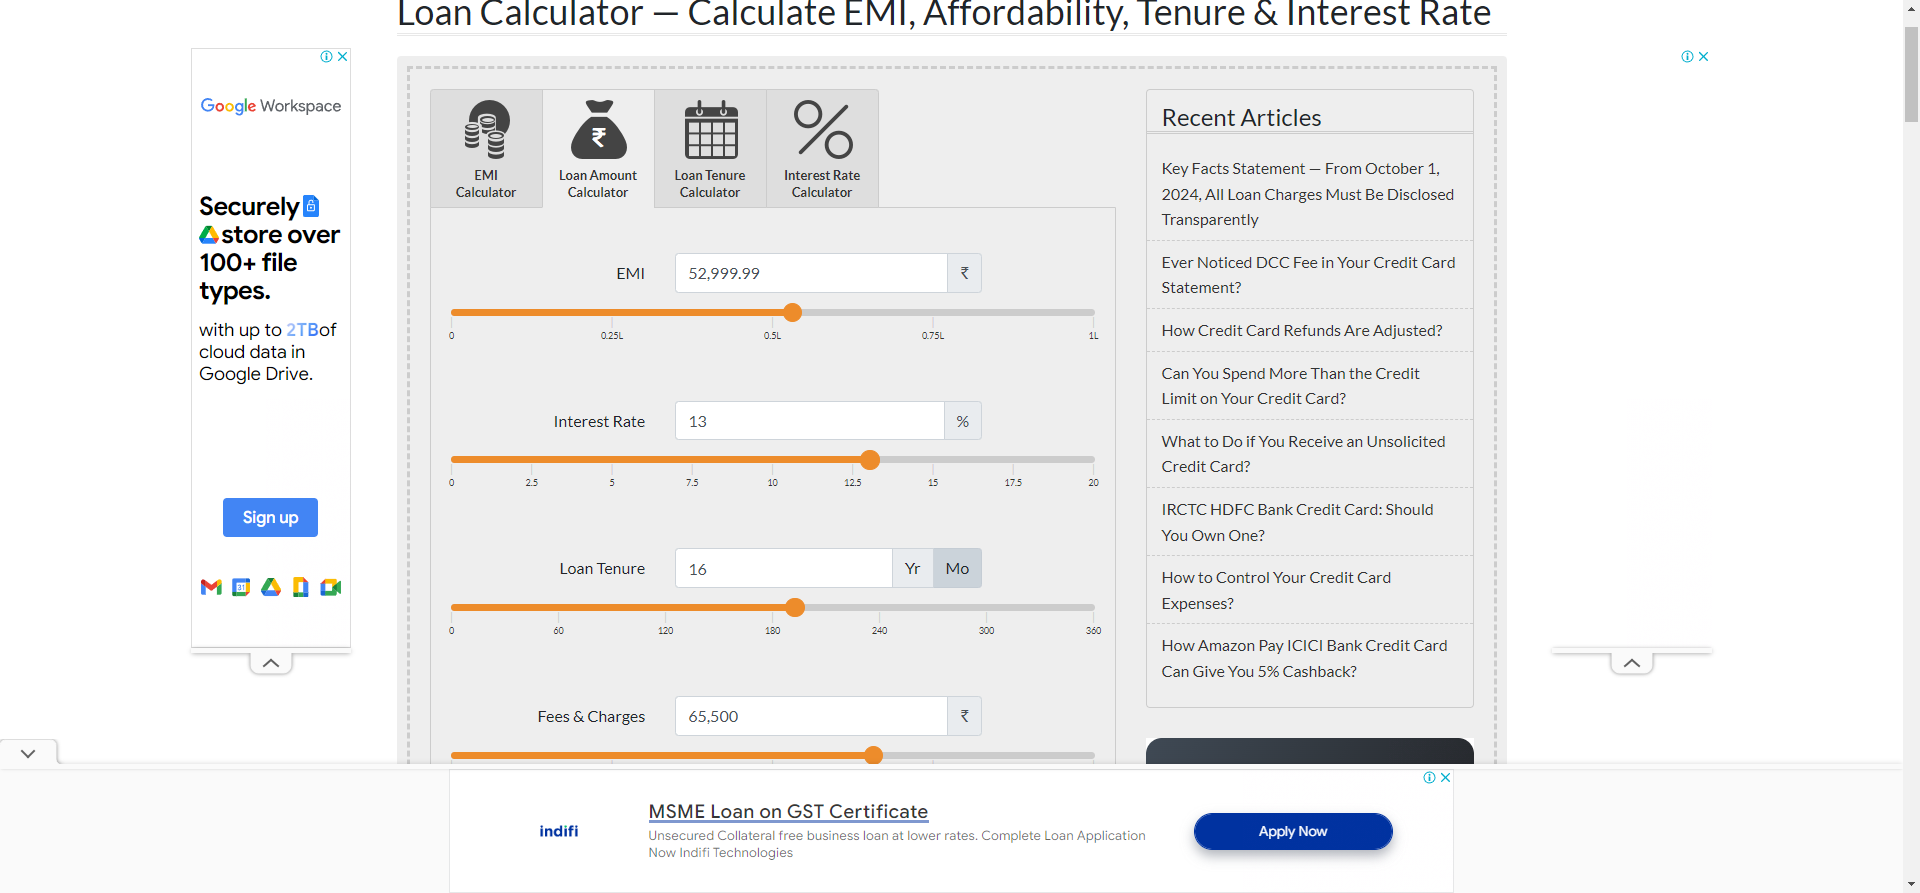 Loan Calculator — Calculate EMI, Affordability, Tenure & Interest Rate
Google Workspace
Securely
store over
100+ file
types.
with up to 2TBof
cloud data in
Google Drive.
Sign up
31
EMI
Calculator
₹
Loan Amount
Calculator
Loan Tenure
Calculator
Interest Rate
Calculator
EMI 52,999.99 ₹
0 0.25L 0.5L 0.75L 1L
Interest Rate 13 %
0 2.5 5 7.5 10 12.5 15 17.5 20
Loan Tenure 16 Yr Mo
0 60 120 180 240 300 360
Fees & Charges 65,500 ₹
Recent Articles
Key Facts Statement — From October 1,
2024, All Loan Charges Must Be Disclosed
Transparently
Ever Noticed DCC Fee in Your Credit Card
Statement?
How Credit Card Refunds Are Adjusted?
Can You Spend More Than the Credit
Limit on Your Credit Card?
What to Do if You Receive an Unsolicited
Credit Card?
IRCTC HDFC Bank Credit Card: Should
You Own One?
How to Control Your Credit Card
Expenses?
How Amazon Pay ICICI Bank Credit Card
Can Give You 5% Cashback?
indifi
MSME Loan on GST Certificate
Unsecured Collateral free business loan at lower rates. Complete Loan Application
Now Indifi Technologies
Apply Now